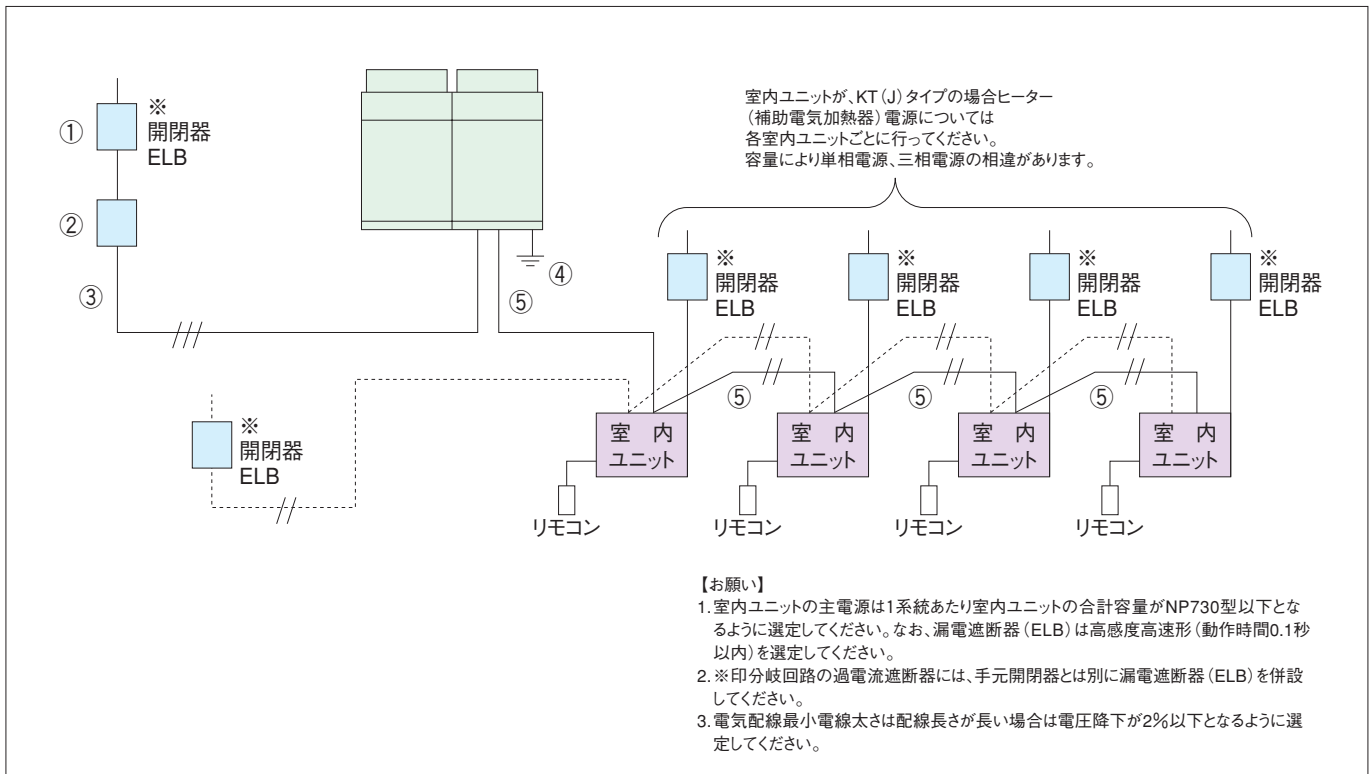 ①
※
開閉器
ELB
②
③
④
⑤
室内ユニットが、KT（J）タイプの場合ヒーター
（補助電気加熱器）電源については
各室内ユニットごとに行ってください。
容量により単相電源、三相電源の相違があります。
※
開閉器
ELB
※
開閉器
ELB
※
開閉器
ELB
※
開閉器
ELB
※
開閉器
ELB
⑤
⑤
⑤
室　内
ユニット
室　内
ユニット
室　内
ユニット
室　内
ユニット
リモコン
リモコン
リモコン
リモコン
【お願い】
1. 室内ユニットの主電源は1系統あたり室内ユニットの合計容量がNP730型以下とな
るように選定してください。なお、漏電遮断器（ELB）は高感度高速形（動作時間0.1秒
以内）を選定してください。
2. ※印分岐回路の過電流遮断器には、手元開閉器とは別に漏電遮断器（ELB）を併設
してください。
3. 電気配線最小電線太さは配線長さが長い場合は電圧降下が2％以下となるように選
定してください。